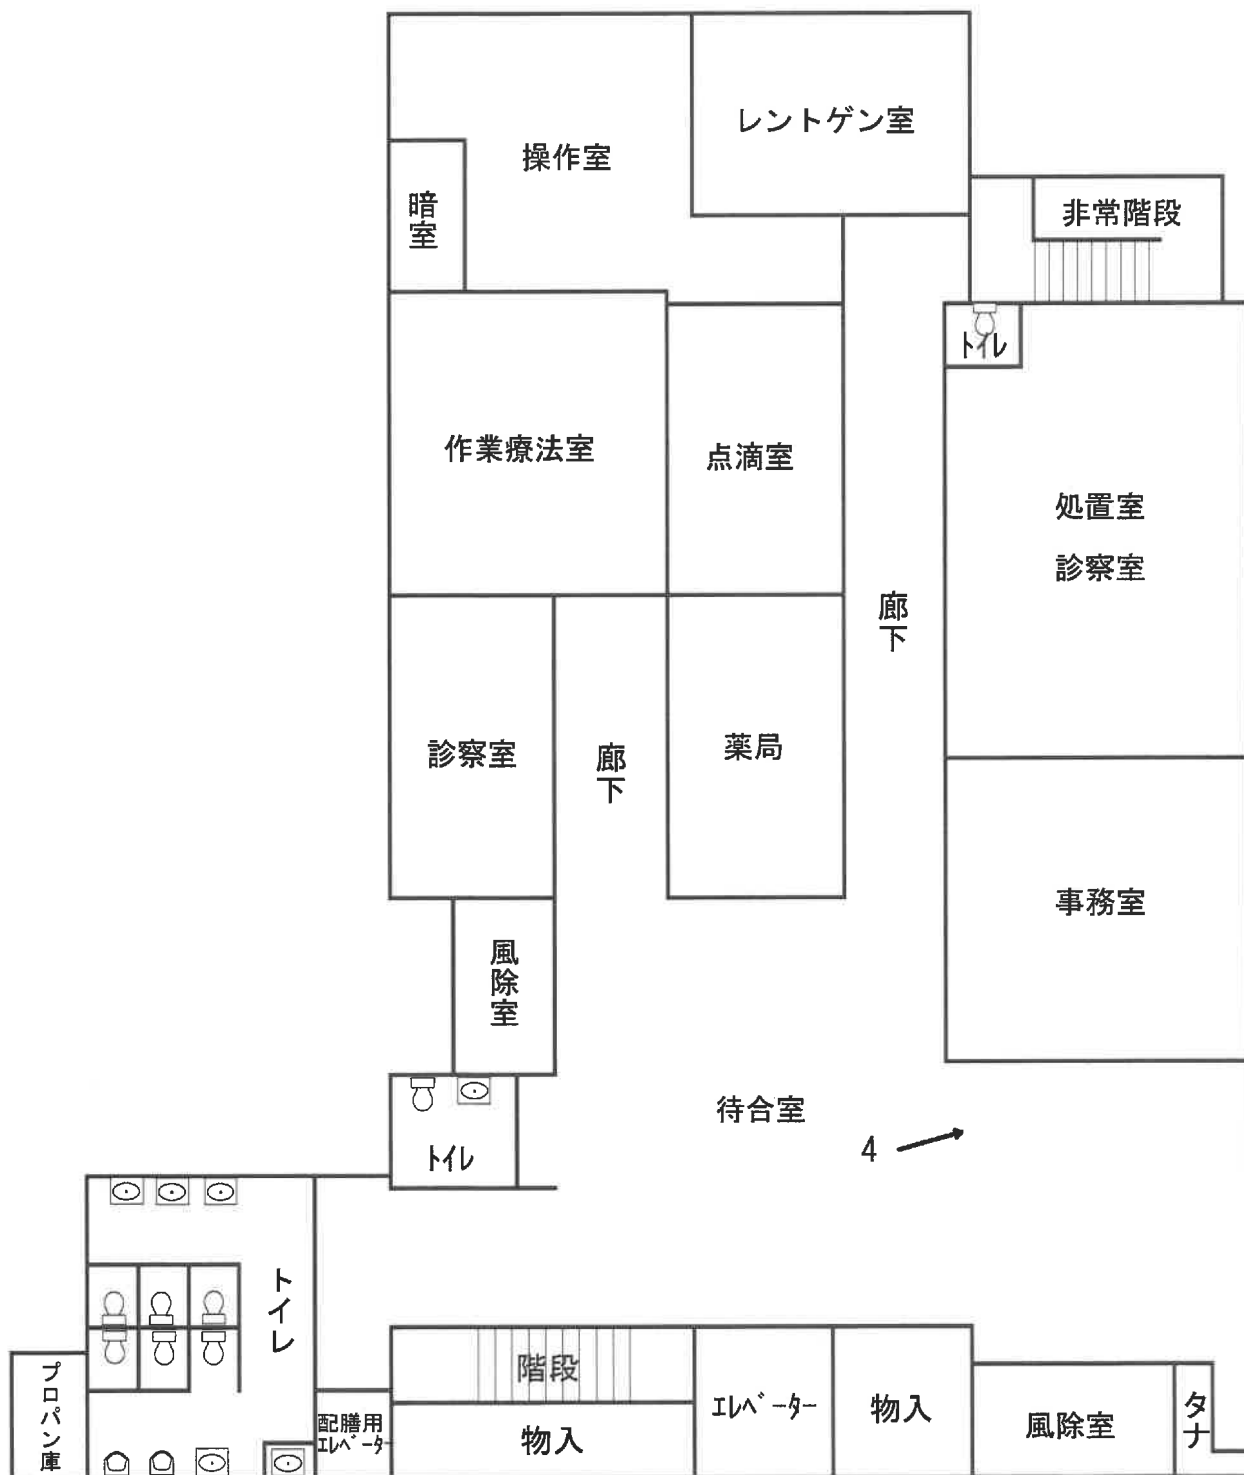 レントゲン室
操作室
暗室
非常階段
トイレ
作業療法室
点滴室
処置室
診察室
廊下
診察室
廊下
薬局
事務室
風除室
待合室
4
トイレ
トイレ
階段
プロパン庫
配膳用
エレベーター
物入
エレベーター
物入
風除室
タナ